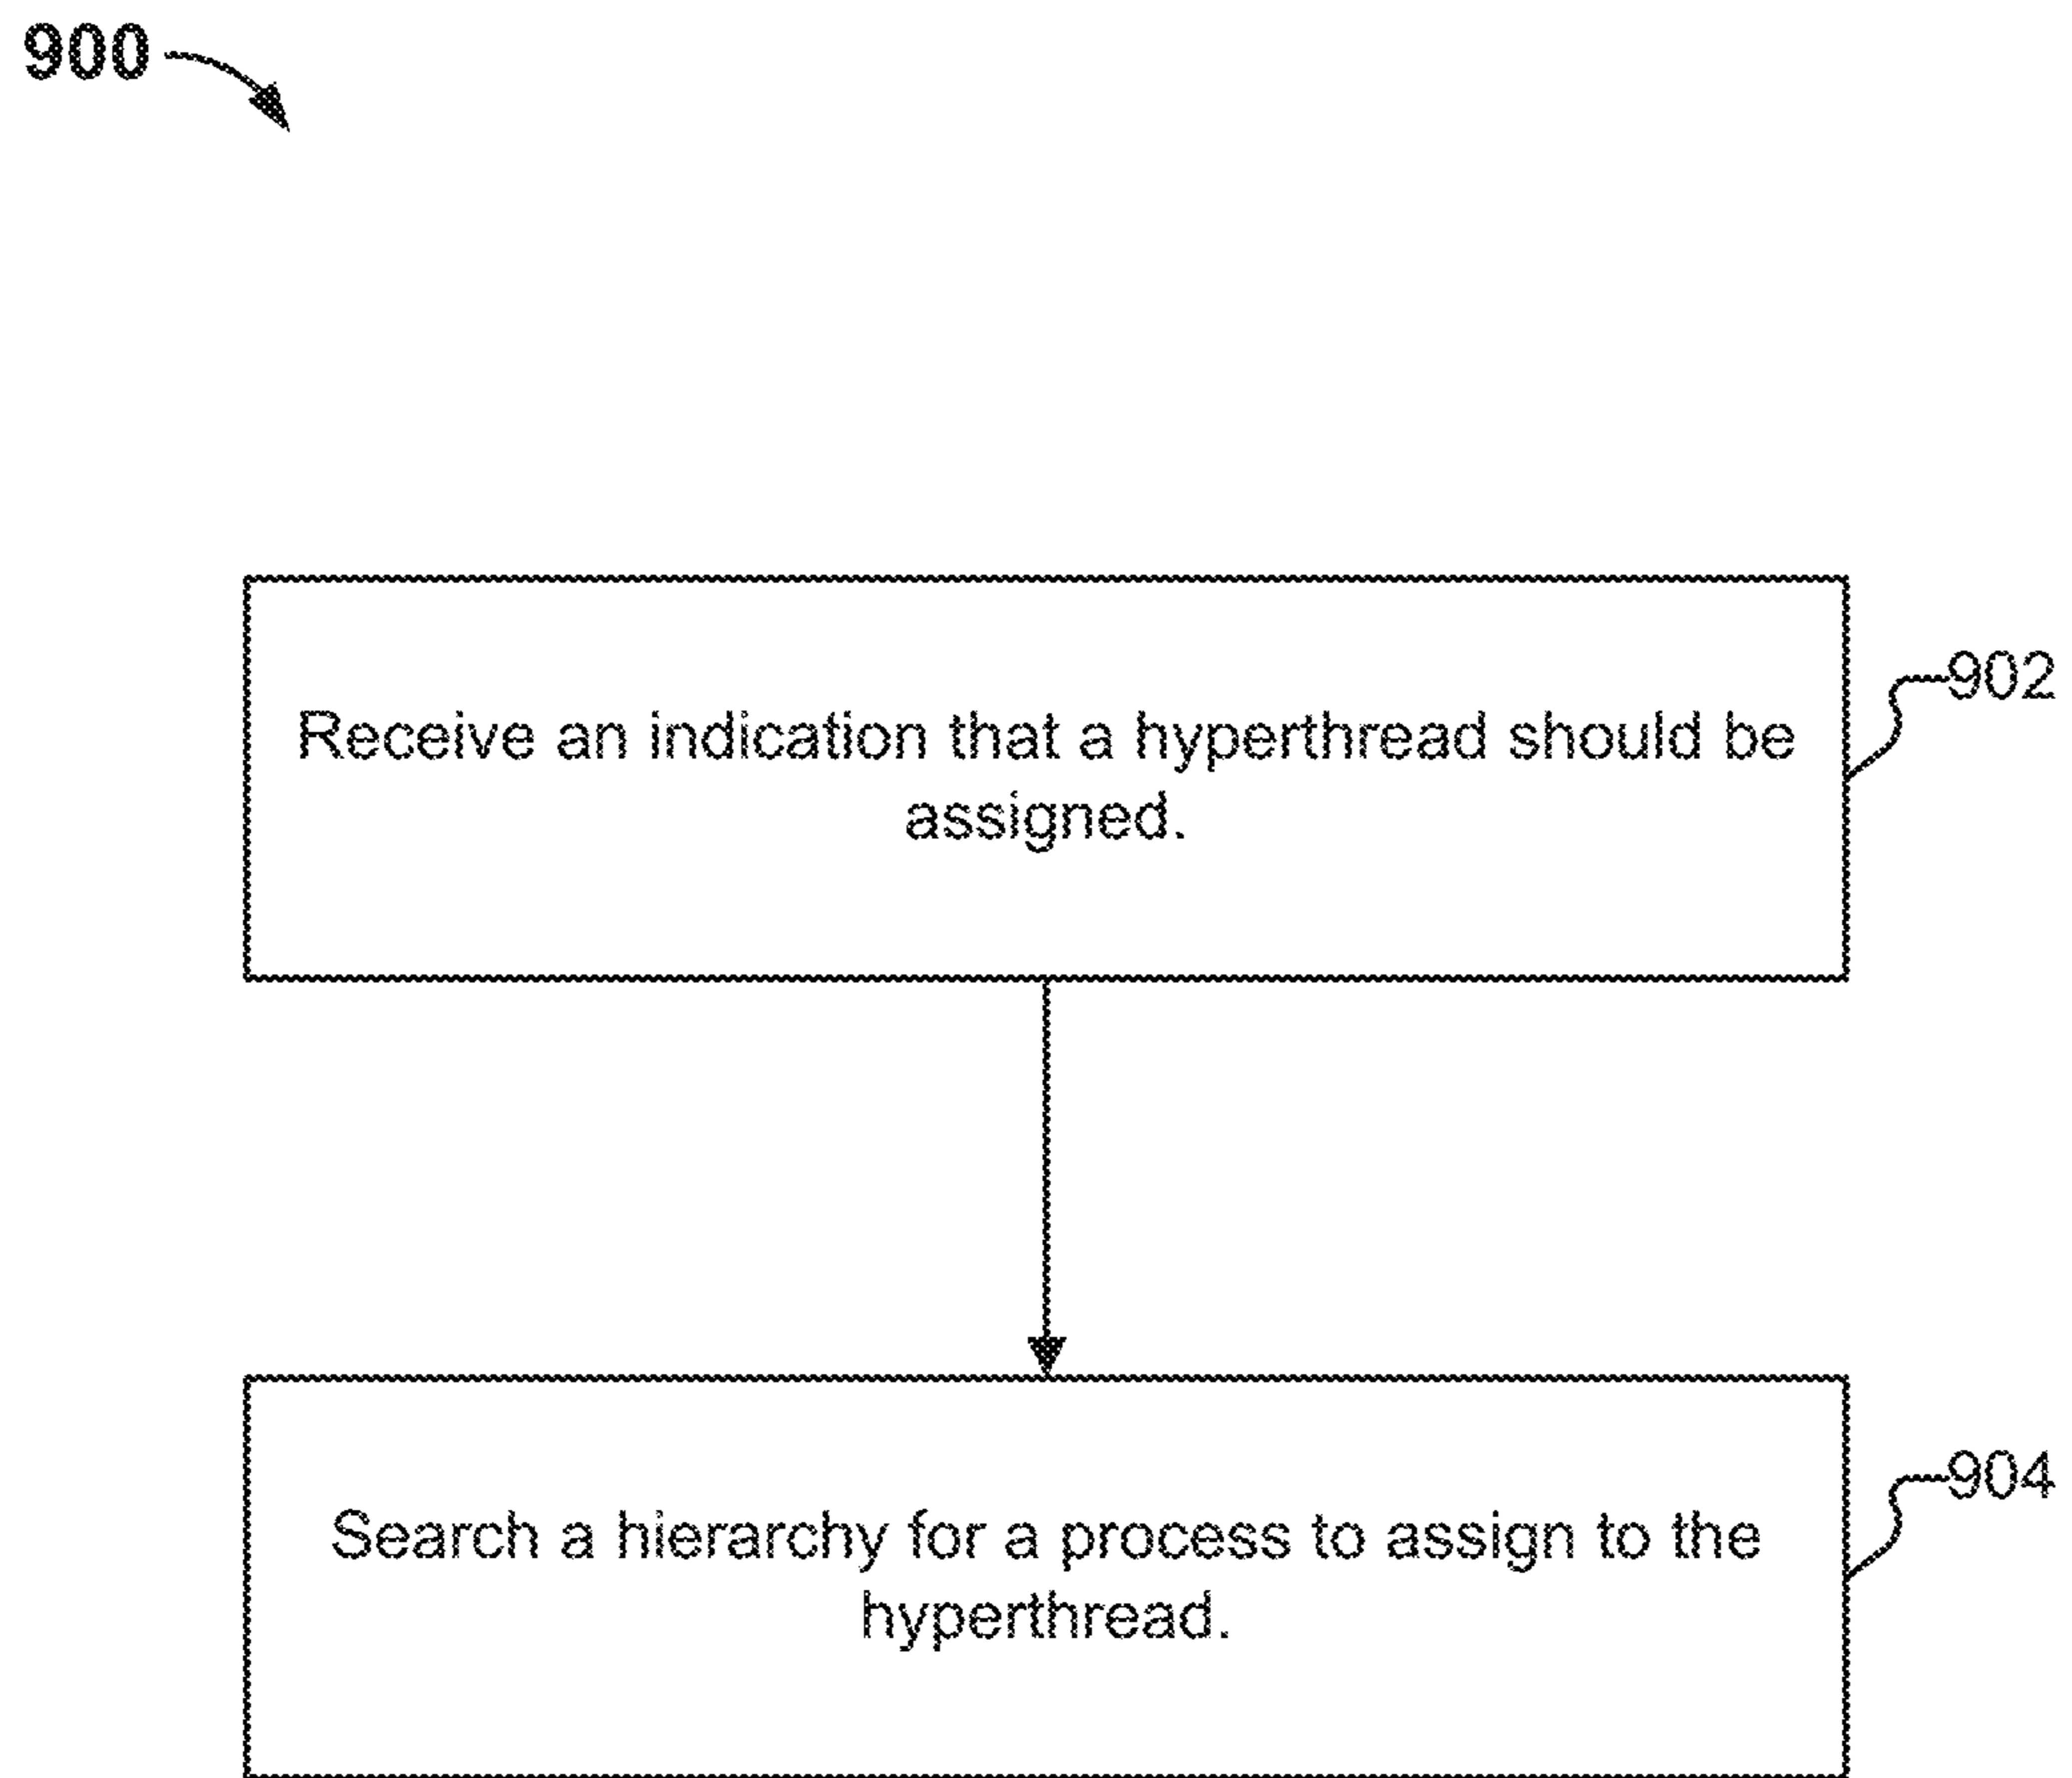 900
Receive an indication that a hyperthread should be
assigned.
902
Search a hierarchy for a process to assign to the
hyperthread.
904